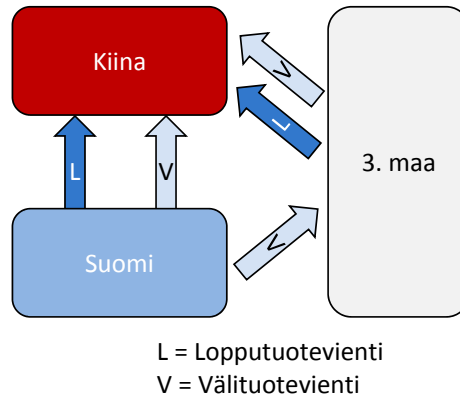 Kiina
V
L
L
V
3. maa
Suomi
V
L = Lopputuotevienti
V = Välituotevienti